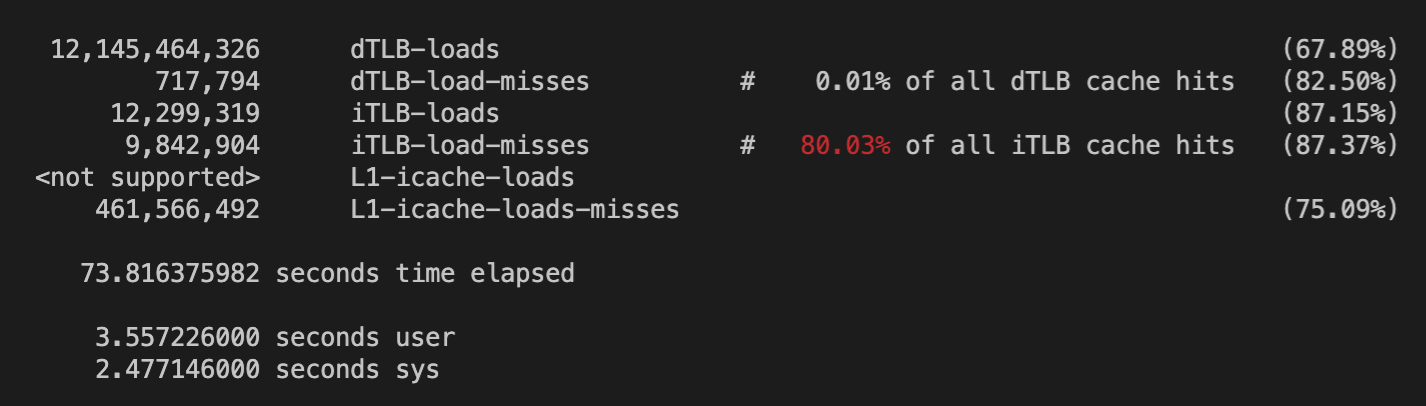 12,145,464,326 dTLB-loads (67.89%)
717,794 dTLB-load-misses # 0.01% of all dTLB cache hits (82.50%)
12,299,319 iTLB-loads (87.15%)
9,842,904 iTLB-load-misses # 80.03% of all iTLB cache hits (87.37%)
<not supported> L1-icache-loads
461,566,492 L1-icache-loads-misses (75.09%)
73.816375982 seconds time elapsed
3.557226000 seconds user
2.477146000 seconds sys